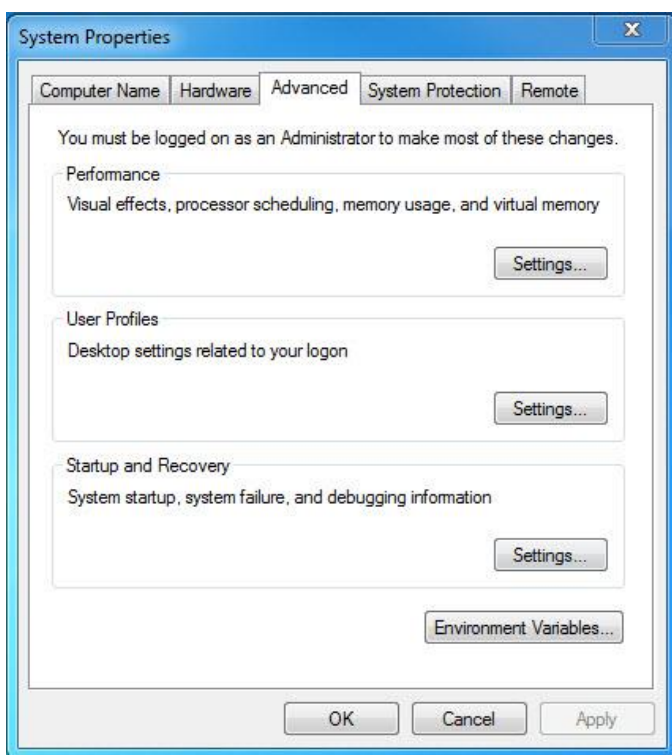 System Properties
Computer Name Hardware Advanced System Protection Remote
You must be logged on as an Administrator to make most of these changes.
Performance
Visual effects, processor scheduling, memory usage, and virtual memory
Settings...
User Profiles
Desktop settings related to your logon
Settings...
Startup and Recovery
System startup, system failure, and debugging information
Settings...
Environment Variables...
OK Cancel Apply